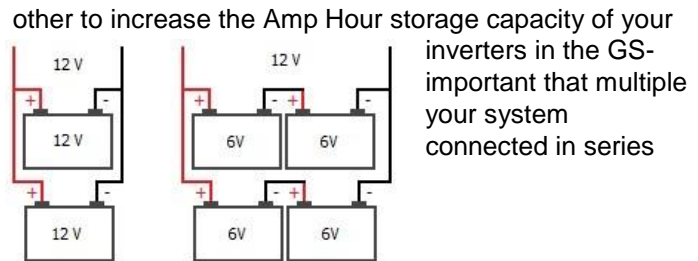 other to increase the Amp Hour storage capacity of your
inverters in the GS-
important that multiple
your system
connected in series
12 V 12 V
+ - + - + -
12 V 6V 6V
+ - + - + -
12 V 6V 6V